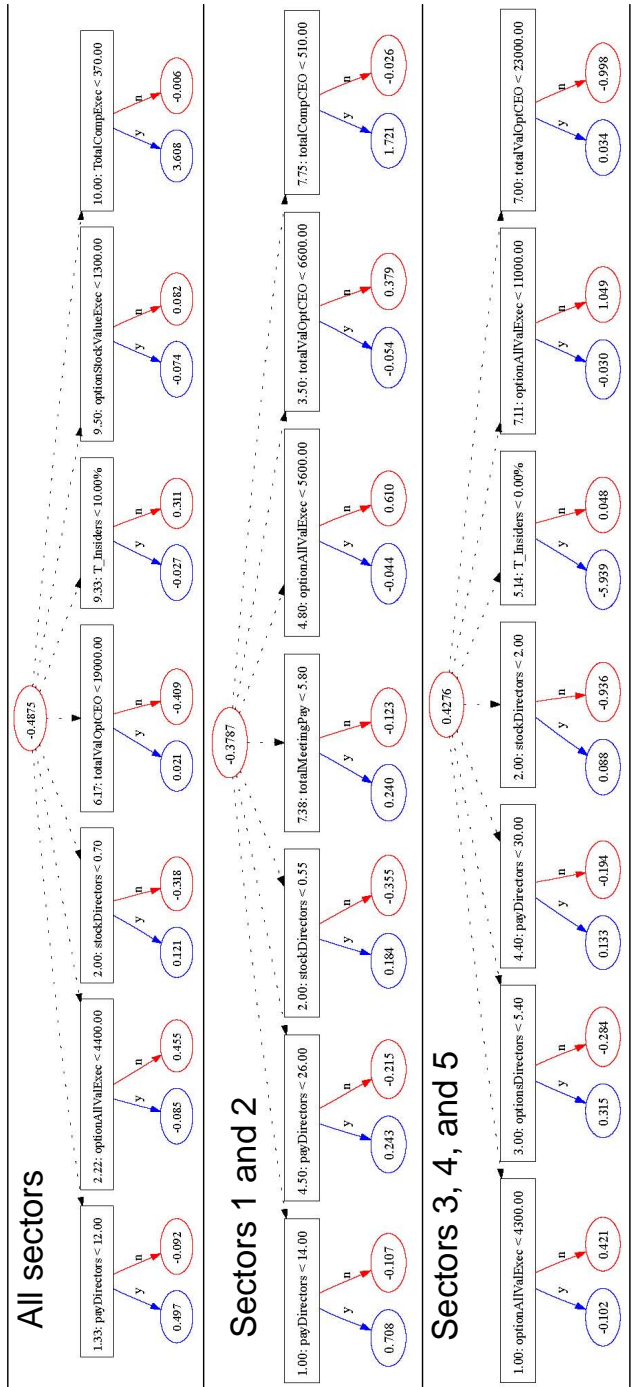 All sectors
-0.4875
1.33: payDirectors < 12.00
2.22: optionAllValExec < 4400.00
2.00: stockDirectors < 0.70
6.17: totalValOptCEO < 19000.00
9.33: T_Insiders < 10.00%
9.50: optionStockValueExec < 1300.00
10.00: TotalCompExec < 370.00
y n y n y n y n y n y n y n
0.497 -0.092 -0.085 0.455 0.121 -0.318 0.021 -0.409 -0.027 0.311 -0.074 0.082 3.608 -0.006
Sectors 1 and 2
-0.3787
1.00: payDirectors < 14.00
4.50: payDirectors < 26.00
2.00: stockDirectors < 0.55
7.38: totalMeetingPay < 5.80
4.80: optionAllValExec < 5600.00
3.50: totalValOptCEO < 6600.00
7.75: totalCompCEO < 510.00
y n y n y n y n y n y n y n
0.708 -0.107 0.243 -0.215 0.184 -0.355 0.240 -0.123 -0.044 0.610 -0.054 0.379 1.721 -0.026
Sectors 3, 4, and 5
0.4276
1.00: optionAllValExec < 4300.00
3.00: optionsDirectors < 5.40
4.40: payDirectors < 30.00
2.00: stockDirectors < 2.00
5.14: T_Insiders < 0.00%
7.11: optionAllValExec < 11000.00
7.00: totalValOptCEO < 23000.00
y n y n y n y n y n y n y n
-0.102 0.421 0.315 -0.284 0.133 -0.194 0.088 -0.936 -5.939 0.048 -0.030 1.049 0.034 -0.998